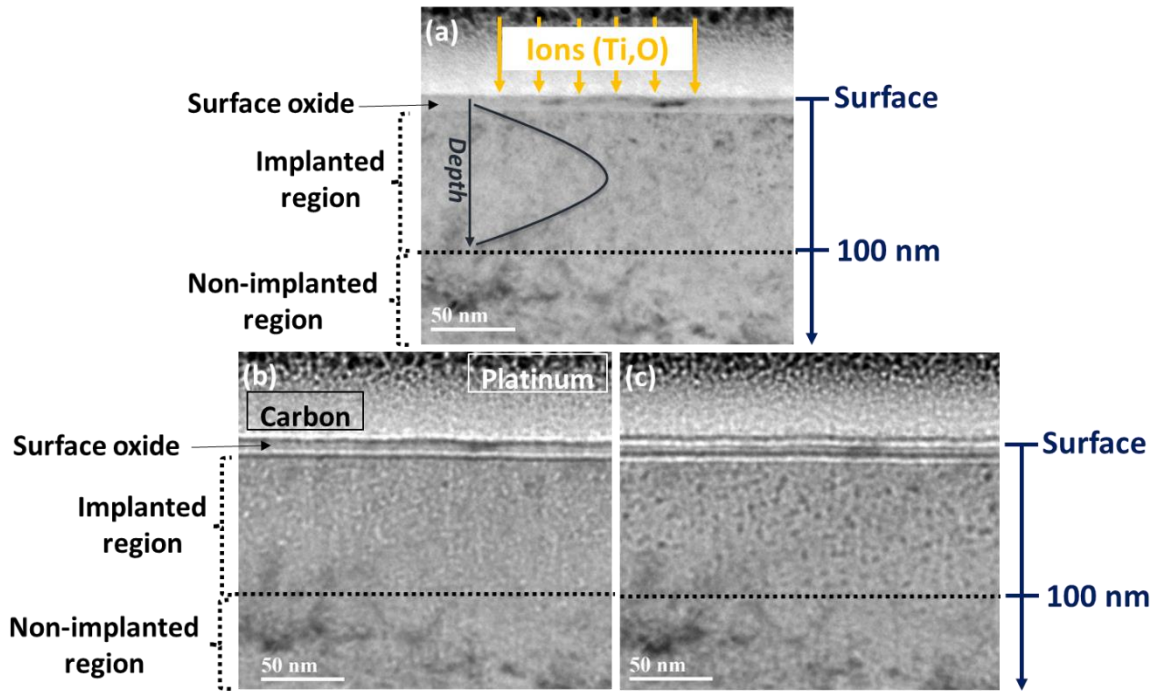 (a)
Ions (Ti,O)
Surface oxide
Surface
Implanted
region
Depth
100 nm
Non-implanted
region
50 nm
(b)
Platinum
(c)
Carbon
Surface oxide
Surface
Implanted
region
100 nm
Non-implanted
region
50 nm
50 nm